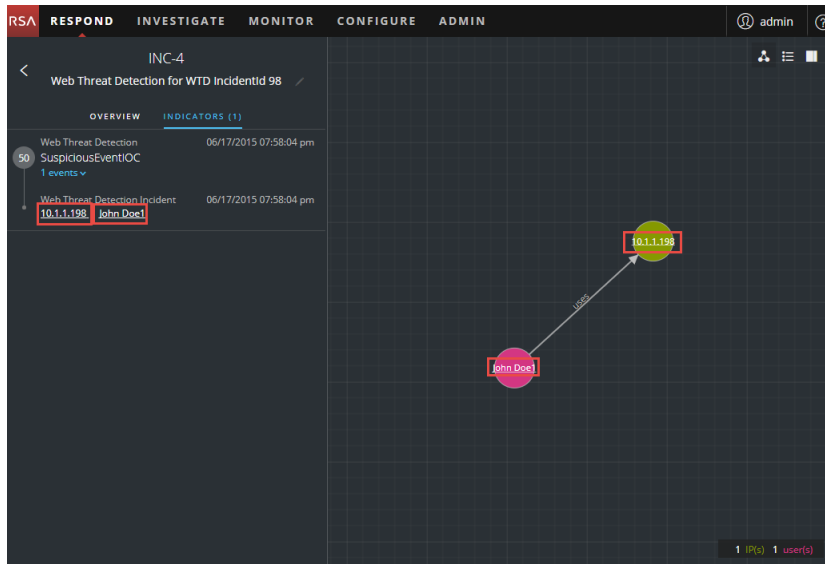 RSA RESPOND INVESTIGATE MONITOR CONFIGURE ADMIN admin ?
INC-4
Web Threat Detection for WTD IncidentId 98
OVERVIEW INDICATORS (1)
Web Threat Detection 06/17/2015 07:58:04 pm
50 SuspiciousEventIOC
1 events
Web Threat Detection Incident 06/17/2015 07:58:04 pm
10.1.1.198 John Doe1
10.1.1.198
uses
John Doe1
1 IP(s) 1 user(s)